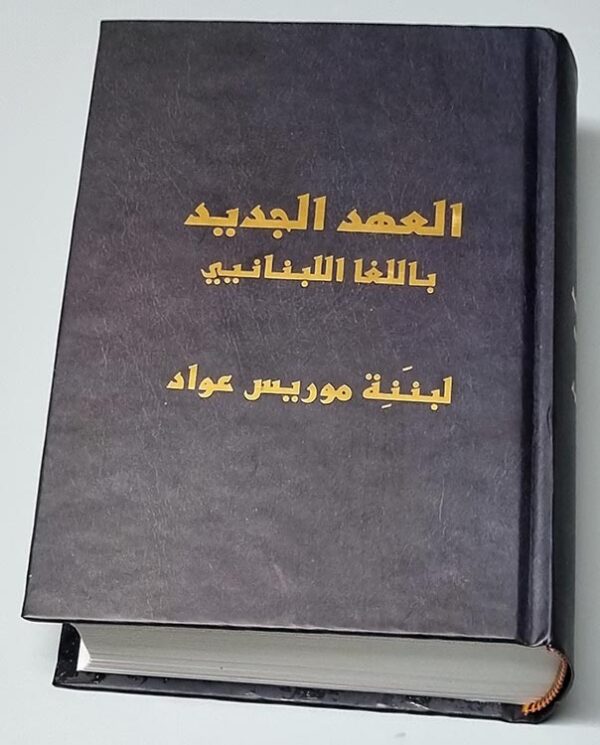 العهد الجديد
باللغا اللبنانيي
لبنَنِة موريس عواد